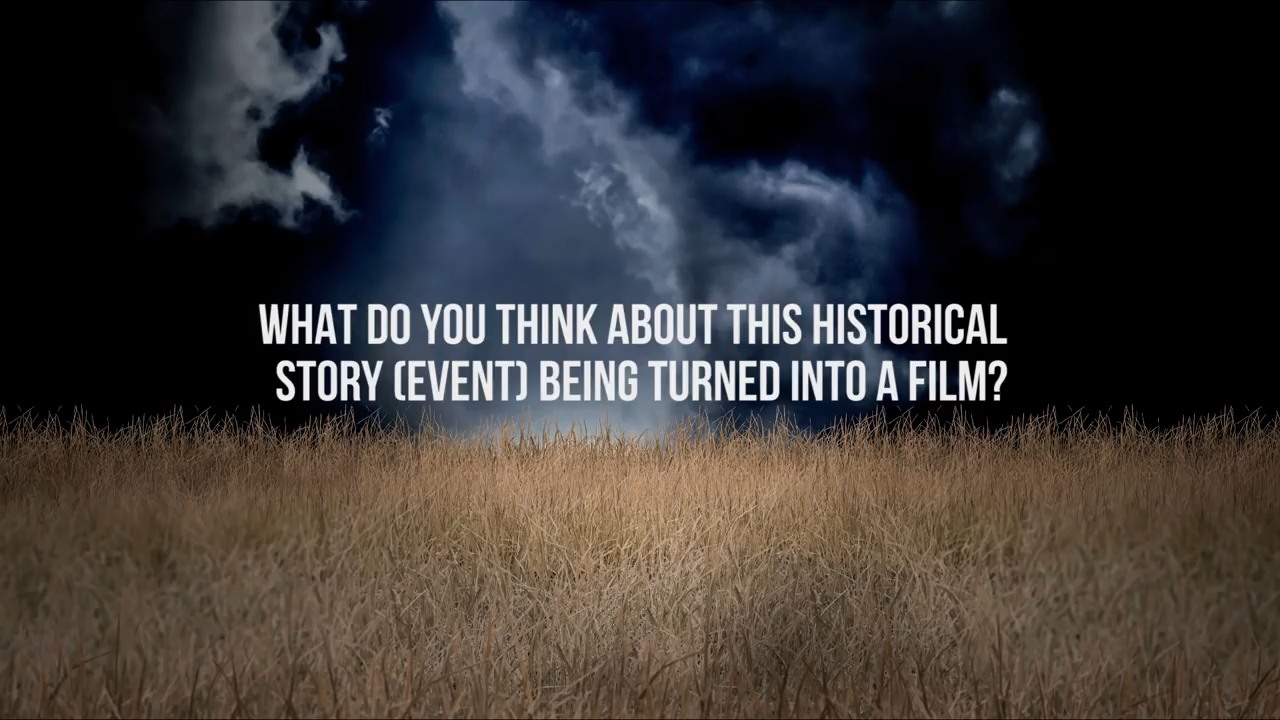 WHAT DO YOU THINK ABOUT THIS HISTORICAL
STORY (EVENT) BEING TURNED INTO A FILM?